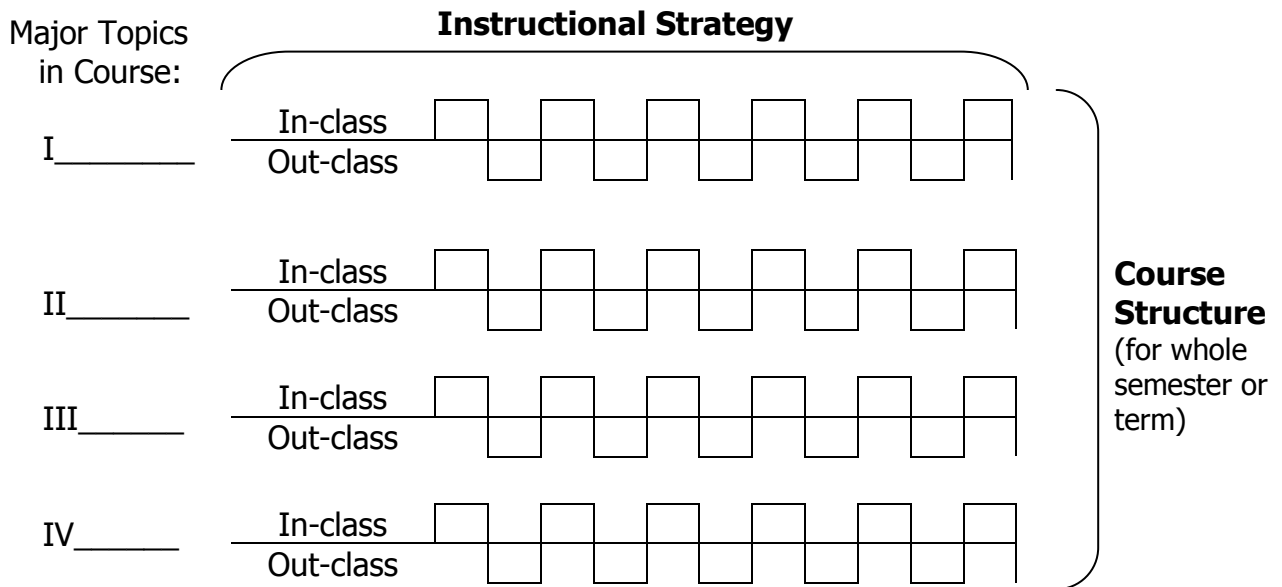 Instructional Strategy
Major Topics
in Course:
I________
In-class
Out-class
II_______
In-class
Out-class
III______
In-class
Out-class
IV______
In-class
Out-class
Course
Structure
(for whole
semester or
term)